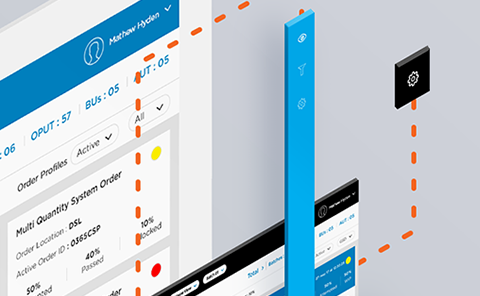 Mathew Hyden
: 06 OPUT : 57 BUs : 05 AUT : 05
Order Profiles Active All
Multi Quantity System Order
Order Location : DSL
Active Order ID : 0365CSP
50% 40% 10%
Passed
Mathew Hyden
BUs : 05 AUT : 05
Total > Batches